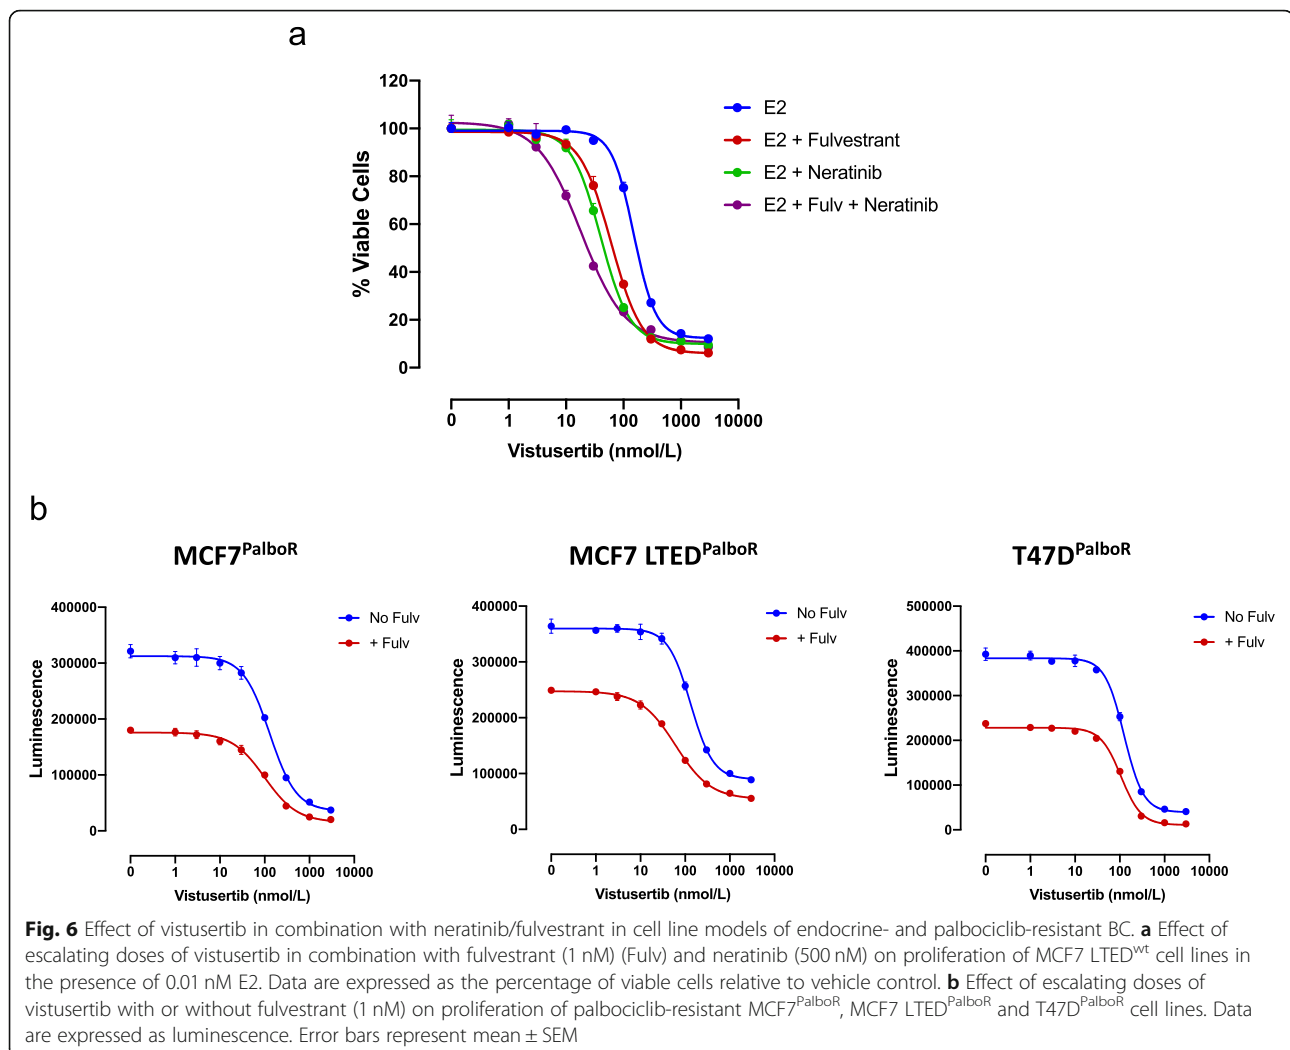 a
120
100
80
60
40
20
0
% Viable Cells
0 1 10 100 1000 10000
Vistusertib (nmol/L)
E2
E2 + Fulvestrant
E2 + Neratinib
E2 + Fulv + Neratinib
b
MCF7PalboR
400000
300000
200000
100000
0
Luminescence
0 1 10 100 1000 10000
Vistusertib (nmol/L)
No Fulv
+ Fulv
MCF7 LTEDPalboR
400000
300000
200000
100000
0
Luminescence
0 1 10 100 1000 10000
Vistusertib (nmol/L)
No Fulv
+ Fulv
T47DPalboR
500000
400000
300000
200000
100000
0
Luminescence
0 1 10 100 1000 10000
Vistusertib (nmol/L)
No Fulv
+ Fulv
Fig. 6 Effect of vistusertib in combination with neratinib/fulvestrant in cell line models of endocrine- and palbociclib-resistant BC. a Effect of
escalating doses of vistusertib in combination with fulvestrant (1 nM) (Fulv) and neratinib (500 nM) on proliferation of MCF7 LTEDwt cell lines in
the presence of 0.01 nM E2. Data are expressed as the percentage of viable cells relative to vehicle control. b Effect of escalating doses of
vistusertib with or without fulvestrant (1 nM) on proliferation of palbociclib-resistant MCF7PalboR, MCF7 LTEDPalboR and T47DPalboR cell lines. Data
are expressed as luminescence. Error bars represent mean ± SEM